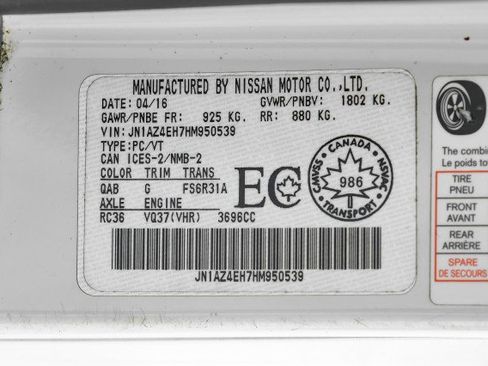 MANUFACTURED BY NISSAN MOTOR CO.,LTD.
DATE: 04/16 GVWR/PNBV: 1802 KG.
GAWR/PNBE FR: 925 KG. RR: 880 KG.
VIN: JN1AZ4EH7HM950539
TYPE:PC/VT
CAN ICES-2/NMB-2
COLOR TRIM TRANS
QAB G FS6R31A
AXLE ENGINE
RC36 VQ37(VHR) 3696CC
EC
CMVSS · CANADA · NSVAC
986
· TRANSPORT ·
JN1AZ4EH7HM950539
The combin
Le poids to
TIRE
PNEU
FRONT
AVANT
REAR
ARRIÈRE
SPARE
DE SECOURS